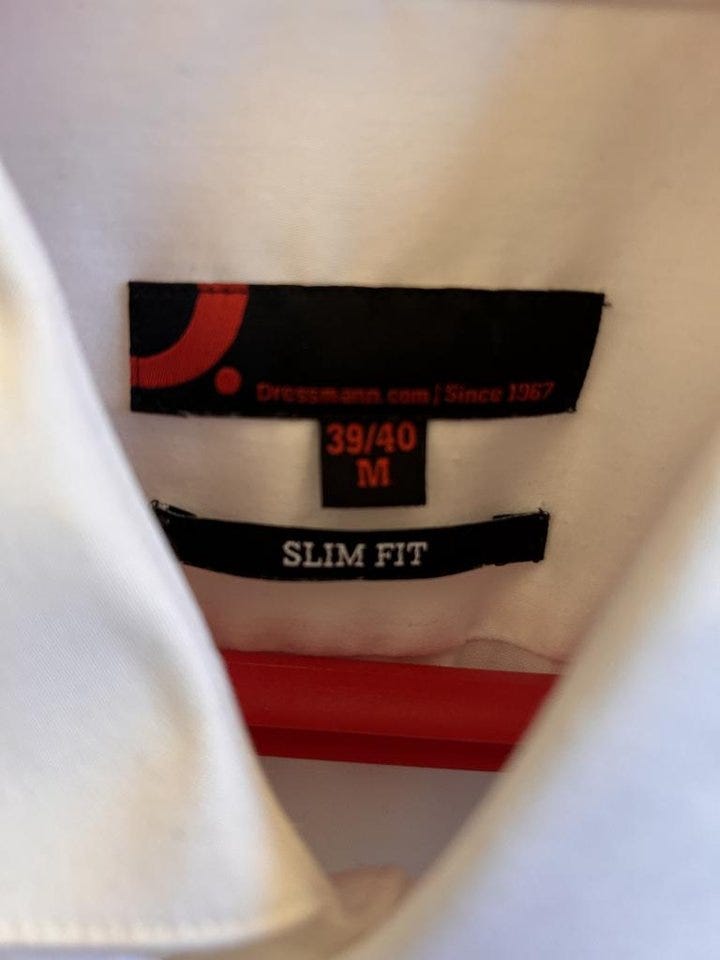 Dressmann.com | Since 1967
39/40
M
SLIM FIT